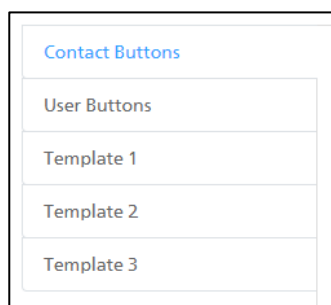 Contact Buttons
User Buttons
Template 1
Template 2
Template 3